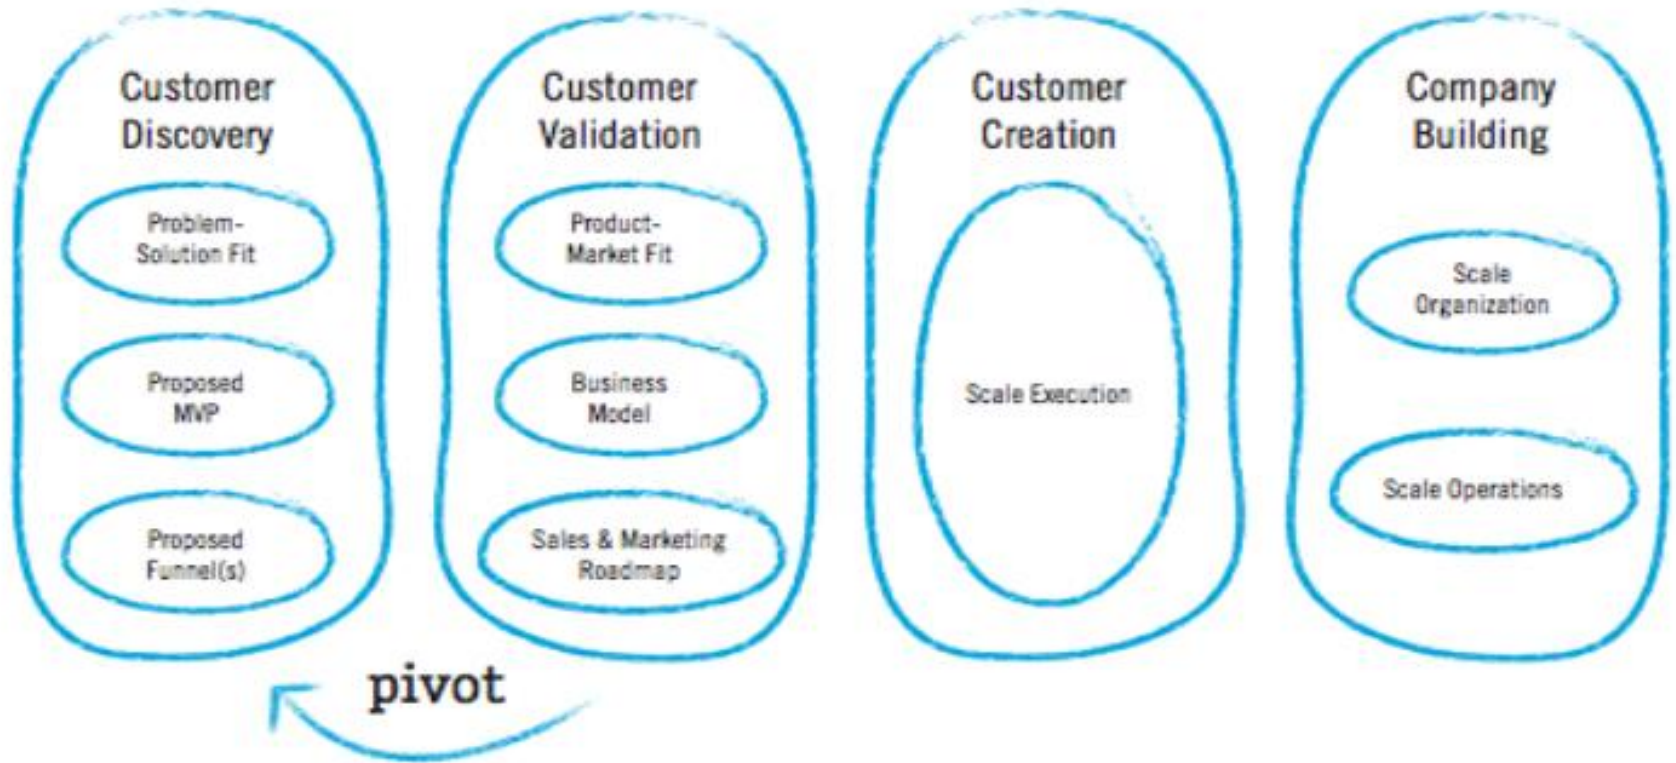 Customer
Discovery
Problem-
Solution Fit
Proposed
MVP
Proposed
Funnel(s)
Customer
Validation
Product-
Market Fit
Business
Model
Sales & Marketing
Roadmap
Customer
Creation
Scale Execution
Company
Building
Scale
Organization
Scale Operations
pivot